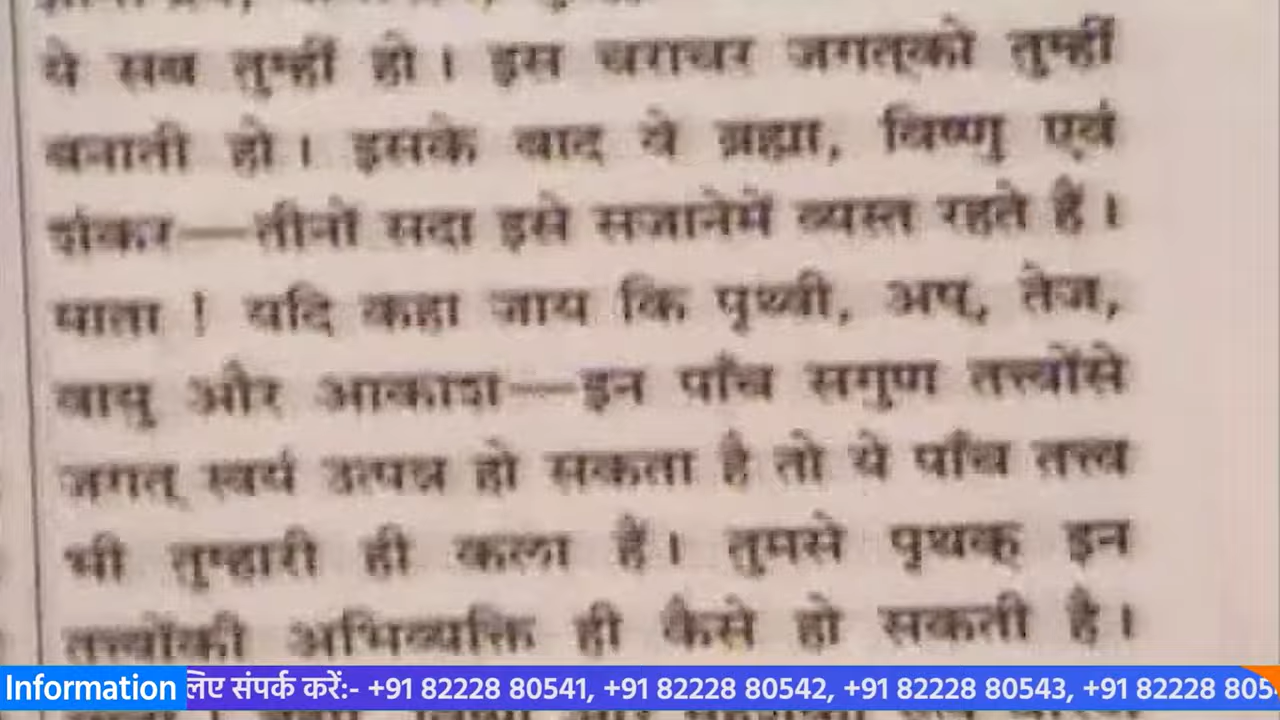 ये सब तुम्हीं हो। इस चराचर जगत्‌को तुम्हीं
बनाती हो। इसके बाद वे ब्रह्मा, विष्णु एवं
शंकर—तीनों सदा इसे सजानेमें व्यस्त रहते हैं।
माता ! यदि कहा जाय कि पृथ्वी, अप्, तेज,
वायु और आकाश—इन पाँच सगुण तत्त्वोंसे
जगत् स्वयं उत्पन्न हो सकता है तो ये पाँच तत्त्व
भी तुम्हारी ही कला हैं। तुमसे पृथक् इन
तत्त्वोंकी अभिव्यक्ति ही कैसे हो सकती है।
Information लिए संपर्क करें:- +91 82228 80541, +91 82228 80542, +91 82228 80543, +91 82228 805